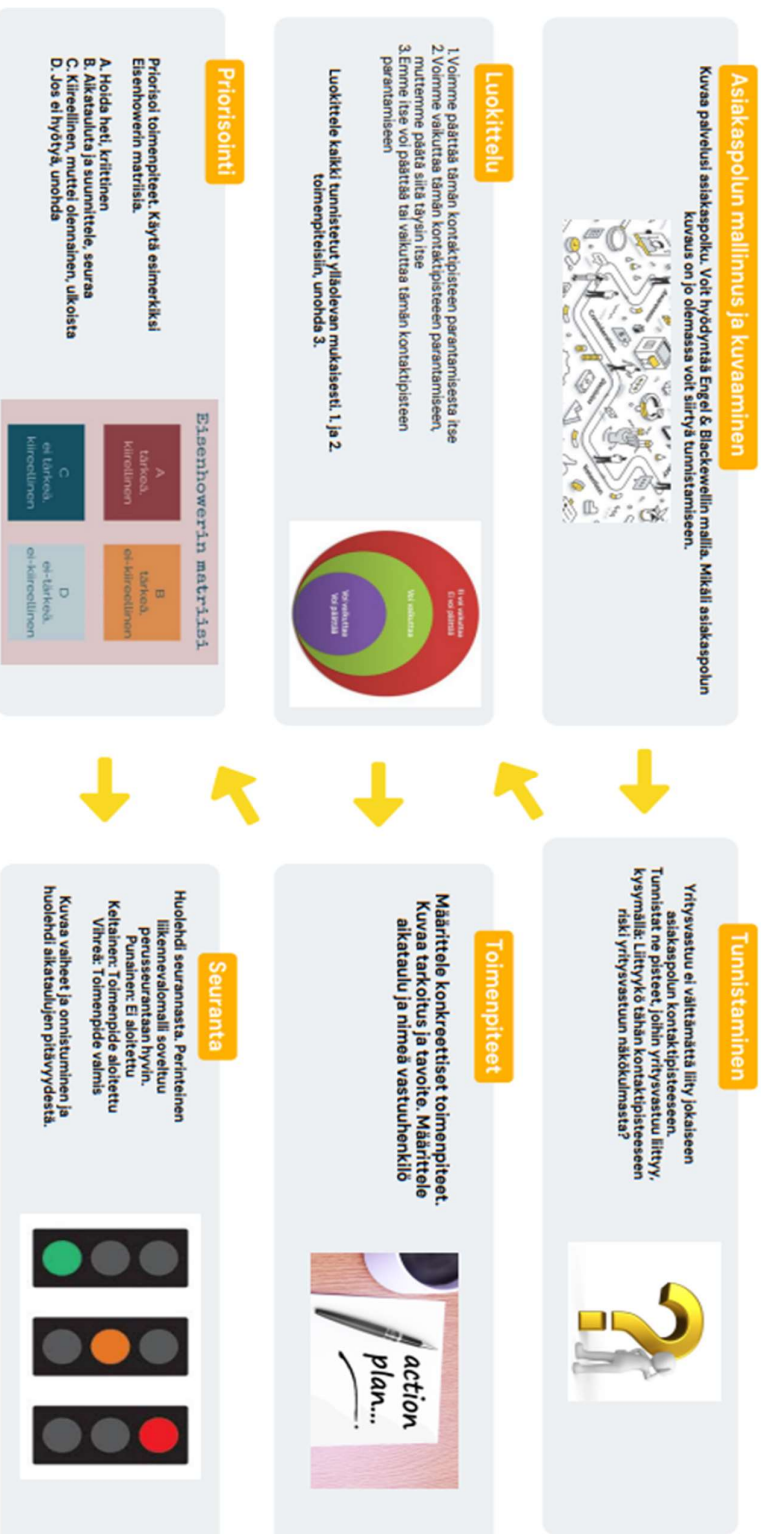 Asiakaspolun mallinnus ja kuvaaminen
Kuvaa palvelusi asiakaspolku. Voit hyödyntää Engel & Blackewellin mallia. Mikäli asiakaspolun
kuvaus on jo olemassa voit siirtyä tunnistamiseen.
Tunnistaminen
Yritysvastuu ei välttämättä liity jokaiseen
asiakaspolun kontaktipisteeseen.
Tunnistat ne pisteet, joihin yritysvastuu liittyy,
kysymällä: Liittyykö tähän kontaktipisteeseen
riski yritysvastuun näkökulmasta?
Luokittelu
1.Voimme päättää tämän kontaktipisteen parantamisesta itse
2.Voimme vaikuttaa tämän kontaktipisteeen parantamiseen,
muttemme päätä siitä täysin itse
3.Emme itse voi päättää tai vaikuttaa tämän kontaktipisteen
parantamiseen
Luokittele kaikki tunnistetut ylläolevan mukaisesti. 1. ja 2.
toimenpiteisiin, unohda 3.
Ei voi vaikuttaa
Ei voi päättää
Voi vaikuttaa
Voi vaikuttaa
Voi päättää
Toimenpiteet
Määrittele konkreettiset toimenpiteet.
Kuvaa tarkoitus ja tavoite. Määrittele
aikataulu ja nimeä vastuuhenkilö
action
plan...
Priorisointi
Priorisoi toimenpiteet. Käytä esimerkiksi
Eisenhowerin matriisia.
A. Hoida heti, kriittinen
B. Aikatauluta ja suunnittele, seuraa
C. Kiireellinen, muttei olennainen, ulkoista
D. Jos ei hyötyä, unohda
Eisenhowerin matriisi
A
tärkeä,
kiireellinen
B
tärkeä,
ei-kiireellinen
C
ei tärkeä,
kiireellinen
D
ei-tärkeä,
ei-kiireellinen
Seuranta
Huolehdi seurannasta. Perinteinen
liikennevalomalli soveltuu
perusseurantaan hyvin.
Punainen: Ei aloitettu
Keltainen: Toimenpide aloitettu
Vihreä: Toimenpide valmis
Kuvaa vaiheet ja onnistuminen ja
huolehdi aikataulujen pitävyydestä.